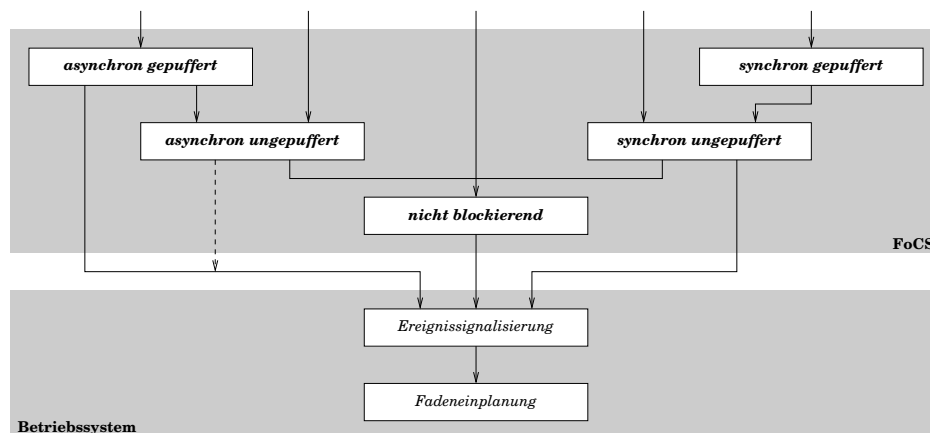 asynchron gepuffert
synchron gepuffert
asynchron ungepuffert
synchron ungepuffert
nicht blockierend
FoCS
Ereignissignalisierung
Fadeneinplanung
Betriebssystem